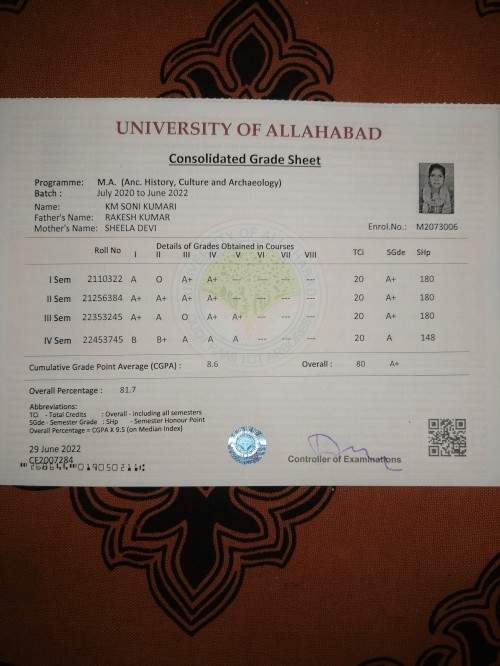 UNIVERSITY OF ALLAHABAD
Consolidated Grade Sheet
Programme: M.A. (Anc. History, Culture and Archaeology)
Batch : July 2020 to June 2022
Name: KM SONI KUMARI
Father's Name: RAKESH KUMAR
Mother's Name: SHEELA DEVI Enrol.No.: M2073006
Details of Grades Obtained in Courses
Roll No I II III IV V VI VII VIII TCi SGde SHp
I Sem 2110322 A O A+ A+ --- --- --- --- 20 A+ 180
II Sem 21256384 A+ A+ A+ A+ --- --- --- --- 20 A+ 180
III Sem 22353245 A+ A O A+ A+ --- --- --- 20 A+ 180
IV Sem 22453745 B B+ A A A --- --- --- 20 A 148
Cumulative Grade Point Average (CGPA) : 8.6 Overall : 80 A+
Overall Percentage : 81.7
Abbreviations:
TCi - Total Credits : Overall - including all semesters
SGde - Semester Grade : SHp - Semester Honour Point
Overall Percentage = CGPA X 9.5 (on Median Index)
29 June 2022
CE2007284
Controller of Examinations